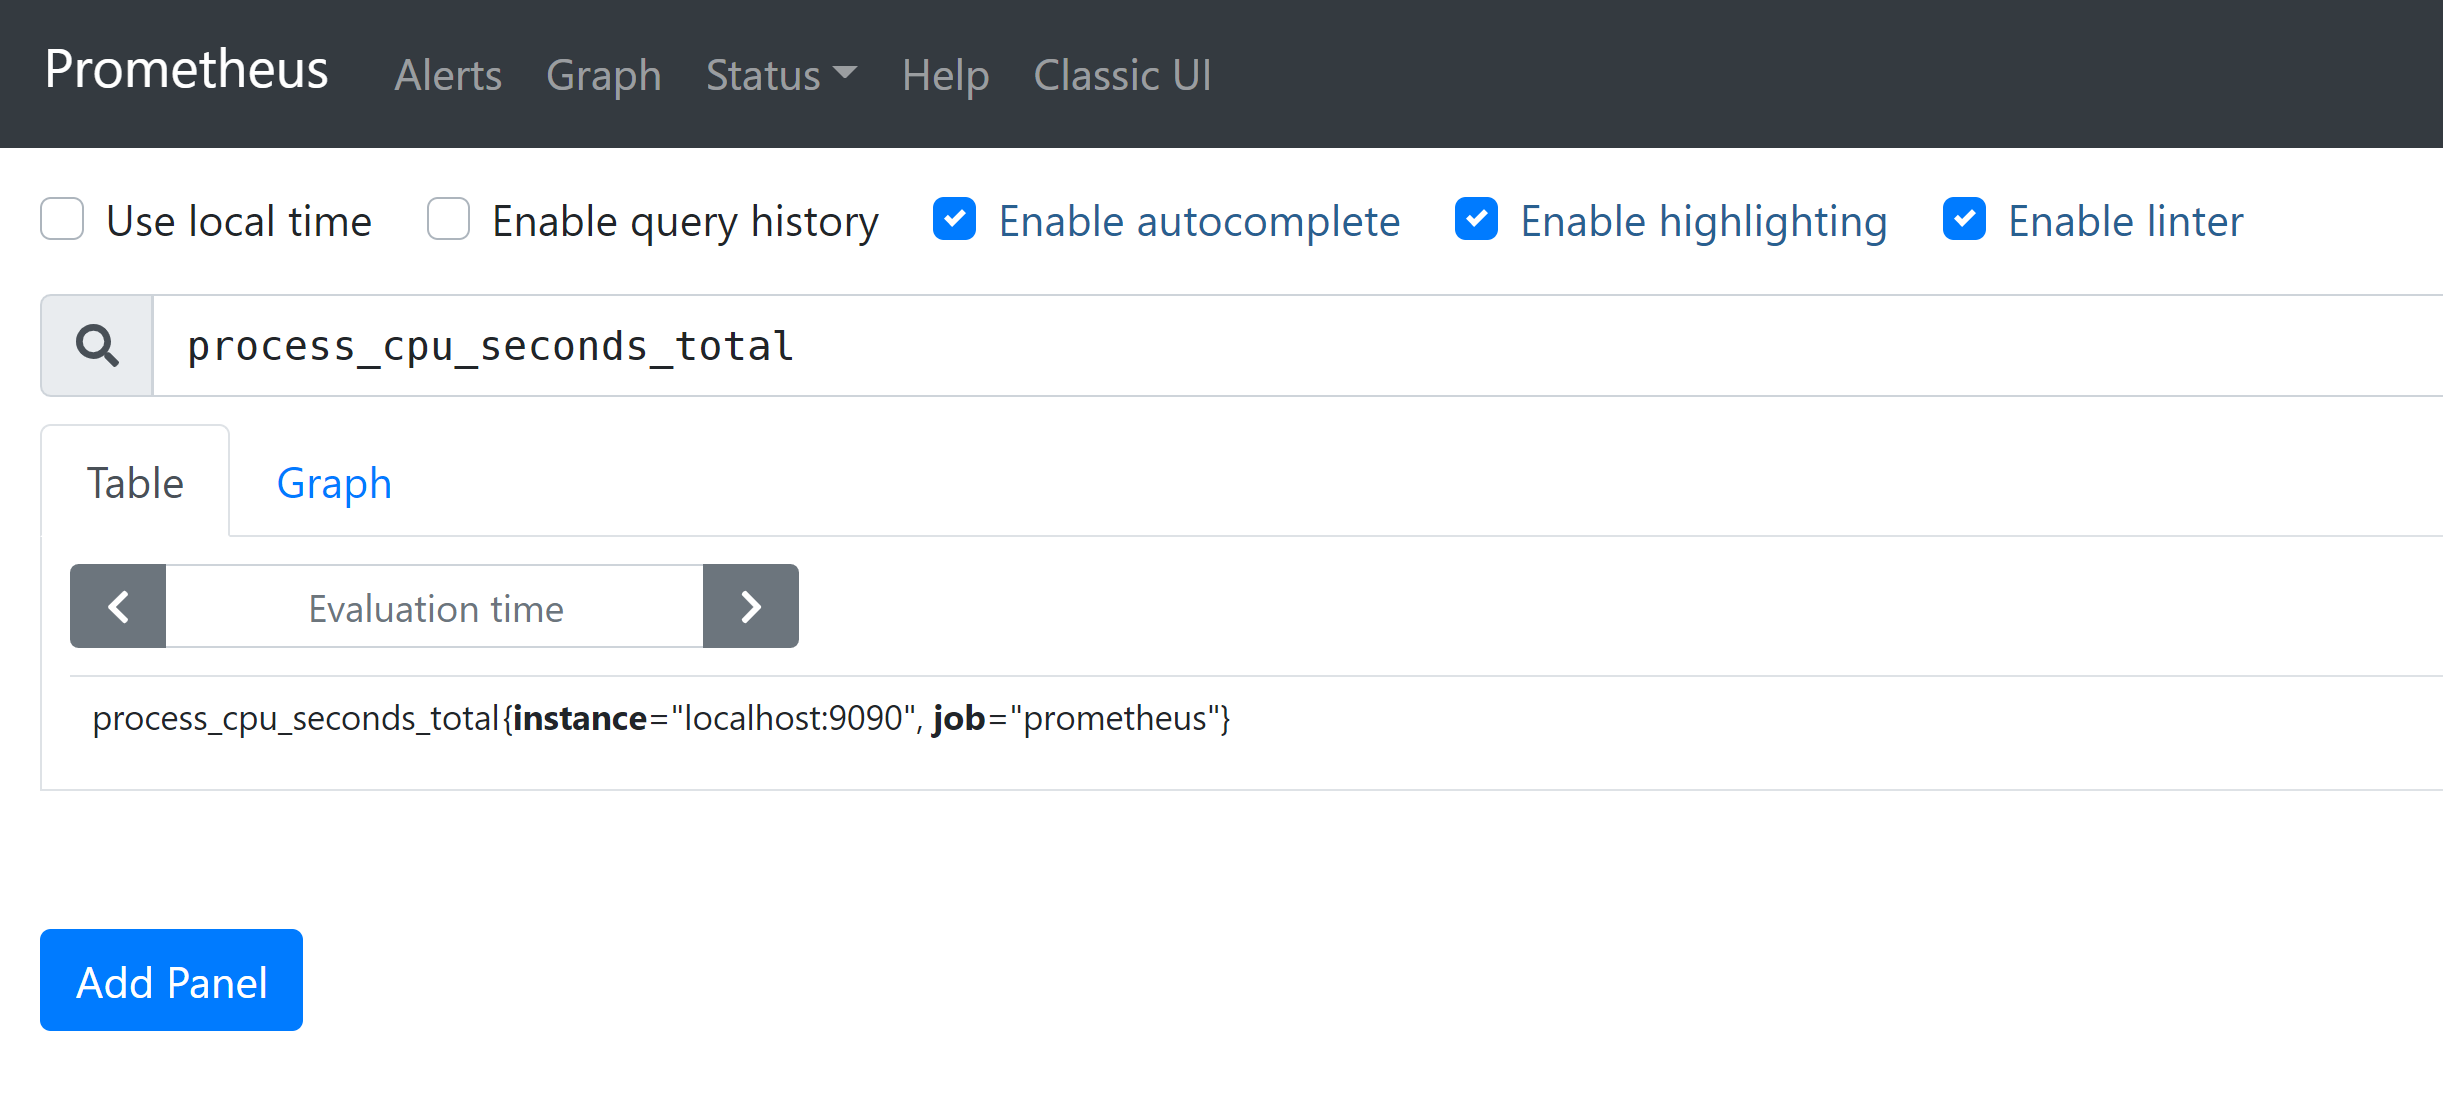 Prometheus Alerts Graph Status Help Classic UI
Use local time Enable query history Enable autocomplete Enable highlighting Enable linter
process_cpu_seconds_total
Table Graph
Evaluation time
process_cpu_seconds_total{instance="localhost:9090", job="prometheus"}
Add Panel